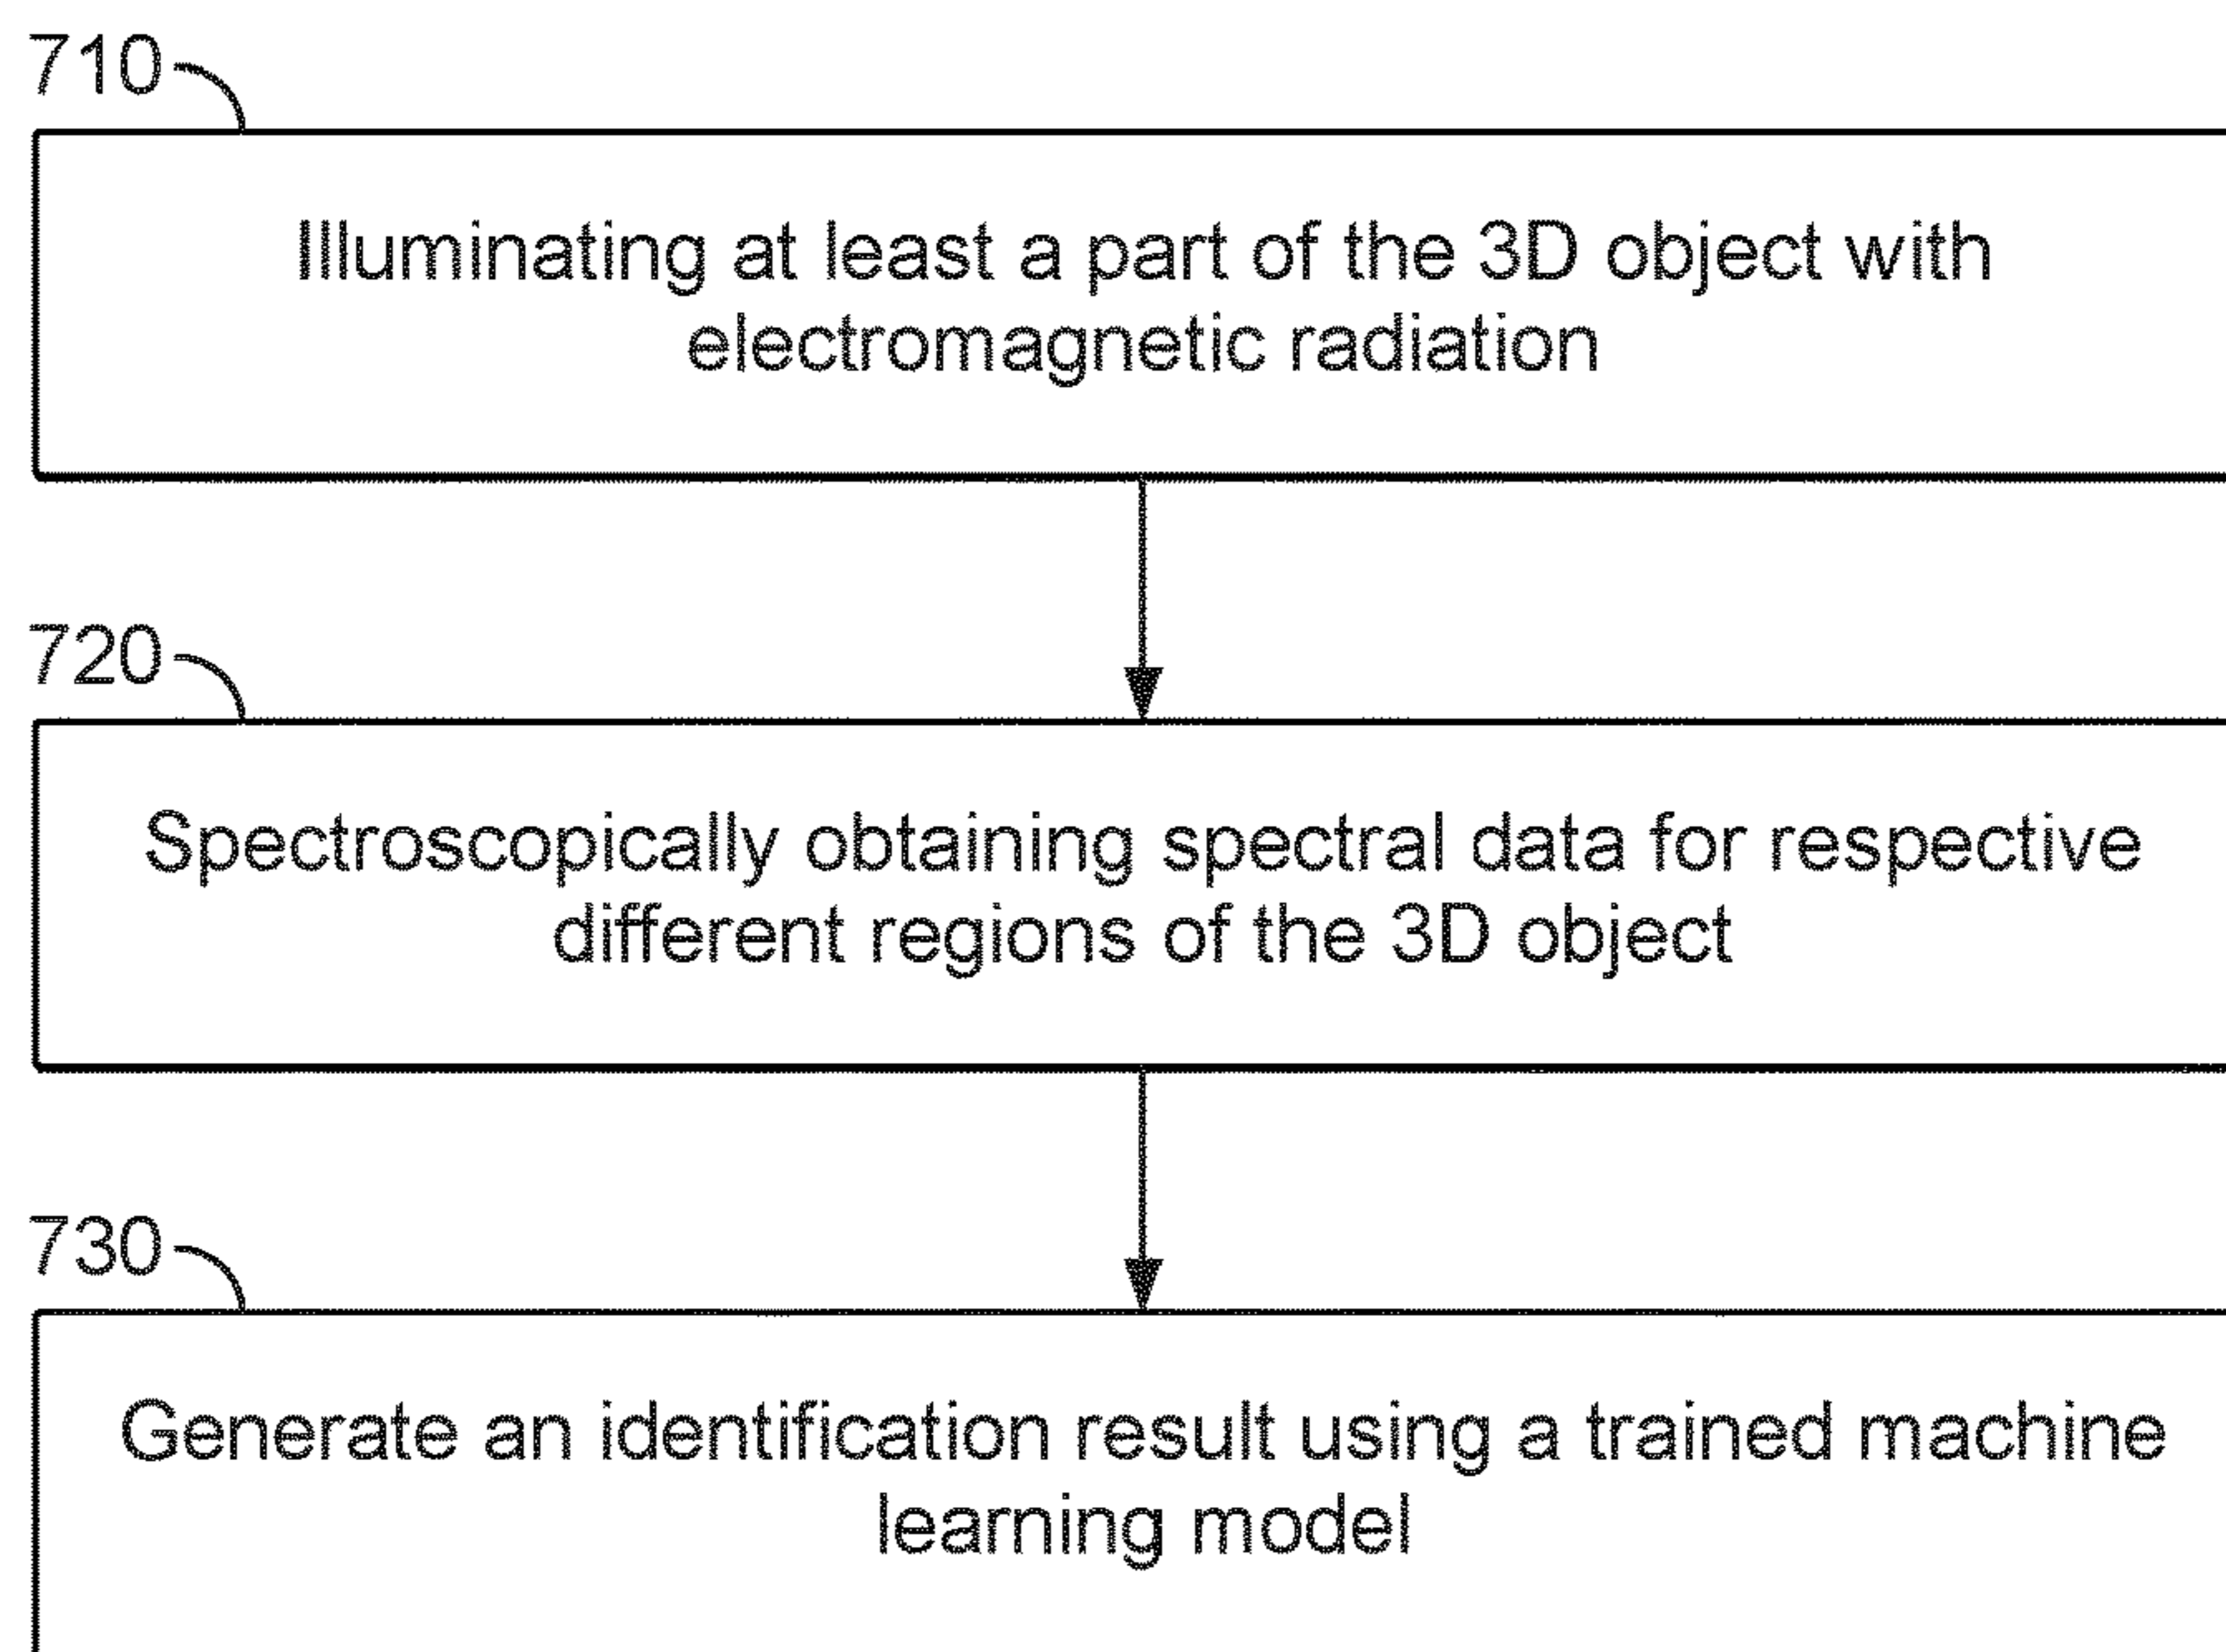 710
Illuminating at least a part of the 3D object with
electromagnetic radiation
720
Spectroscopically obtaining spectral data for respective
different regions of the 3D object
730
Generate an identification result using a trained machine
learning model